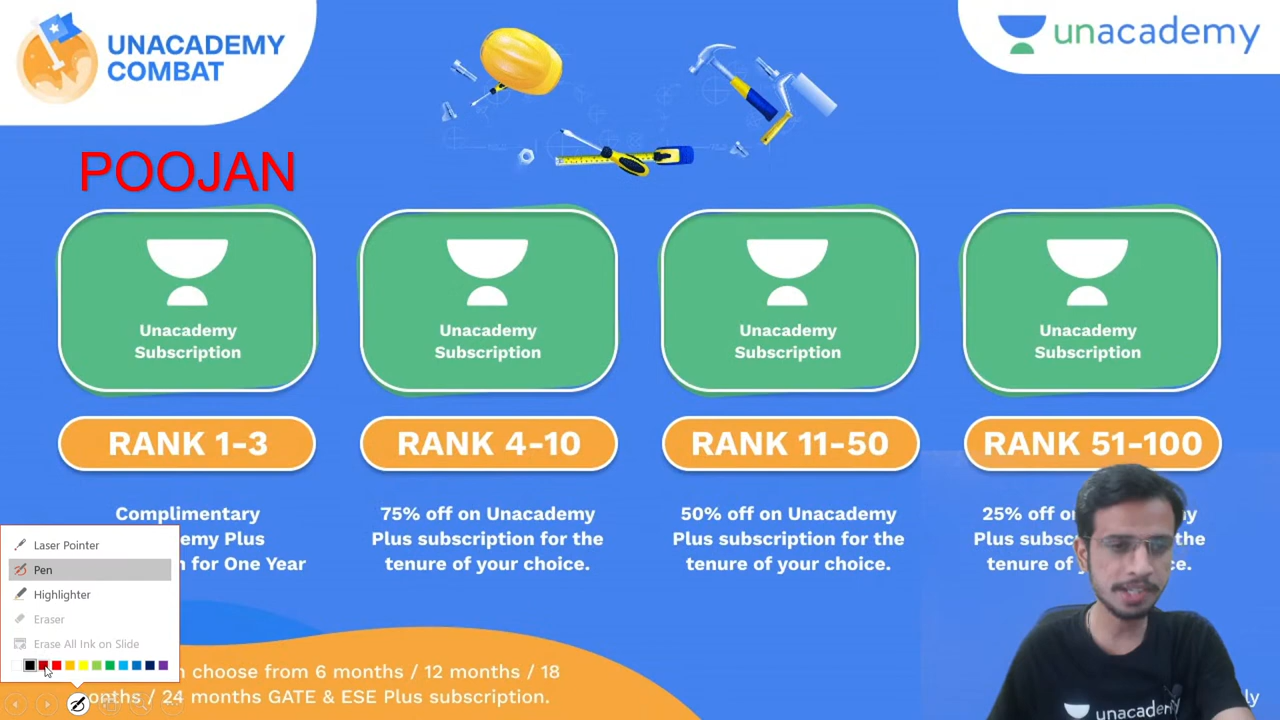 UNACADEMY
COMBAT
unacademy
POOJAN
Unacademy
Subscription
Unacademy
Subscription
Unacademy
Subscription
Unacademy
Subscription
RANK 1-3
RANK 4-10
RANK 11-50
RANK 51-100
Complimentary
emy Plus
for One Year
75% off on Unacademy
Plus subscription for the
tenure of your choice.
50% off on Unacademy
Plus subscription for the
tenure of your choice.
25% off
the
tenure of
Laser Pointer
Pen
Highlighter
Eraser
Erase All Ink on Slide
choose from 6 months / 12 months / 18
months / 24 months GATE & ESE Plus subscription.
unacademy